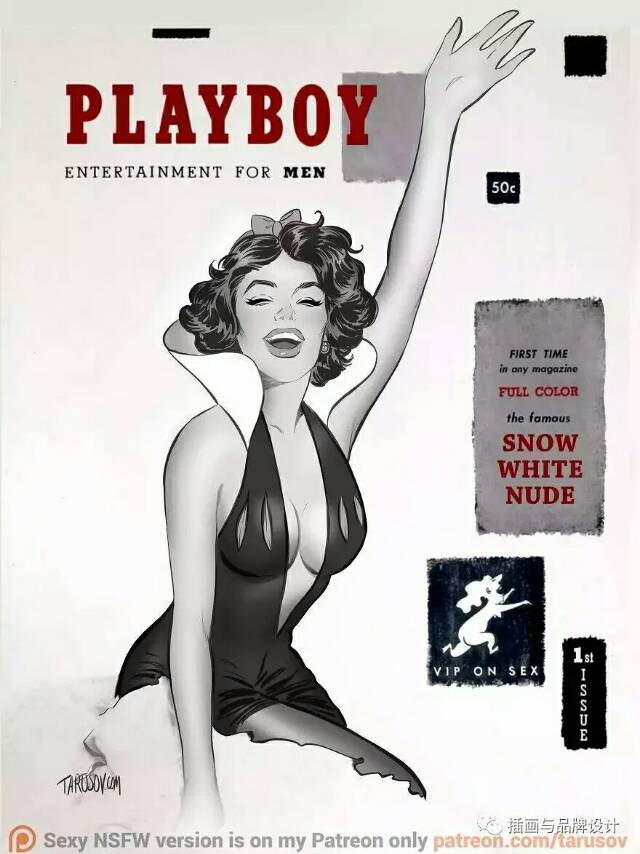 PLAYBOY
ENTERTAINMENT FOR MEN
50c
FIRST TIME
in any magazine
FULL COLOR
the famous
SNOW
WHITE
NUDE
VIP ON SEX
1st
ISSUE
TARUSOV.COM
插画与品牌设计
Sexy NSFW version is on my Patreon only patreon.com/tarusov